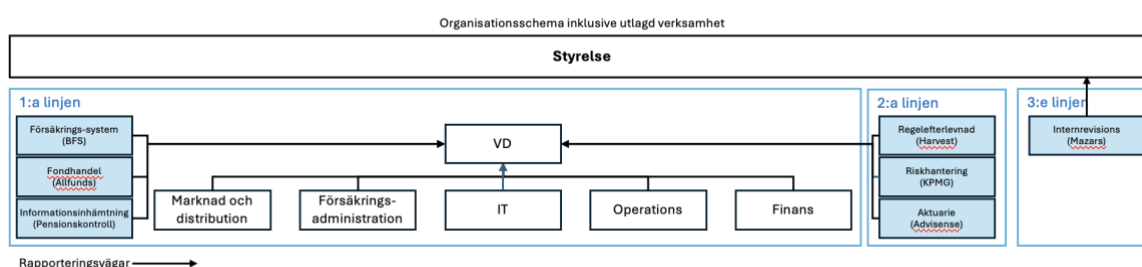 Organisationsschema inklusive utlagd verksamhet
Styrelse
1:a linjen
Försäkrings-system
(BFS)
Fondhandel
(Allfunds)
Informationsinhämtning
(Pensionskontroll)
VD
Marknad och
distribution
Försäkrings-
administration
IT
Operations
Finans
2:a linjen
Regelefterlevnad
(Harvest)
Riskhantering
(KPMG)
Aktuarie
(Advisense)
3:e linjen
Internrevisions
(Mazars)
Rapporteringsvägar